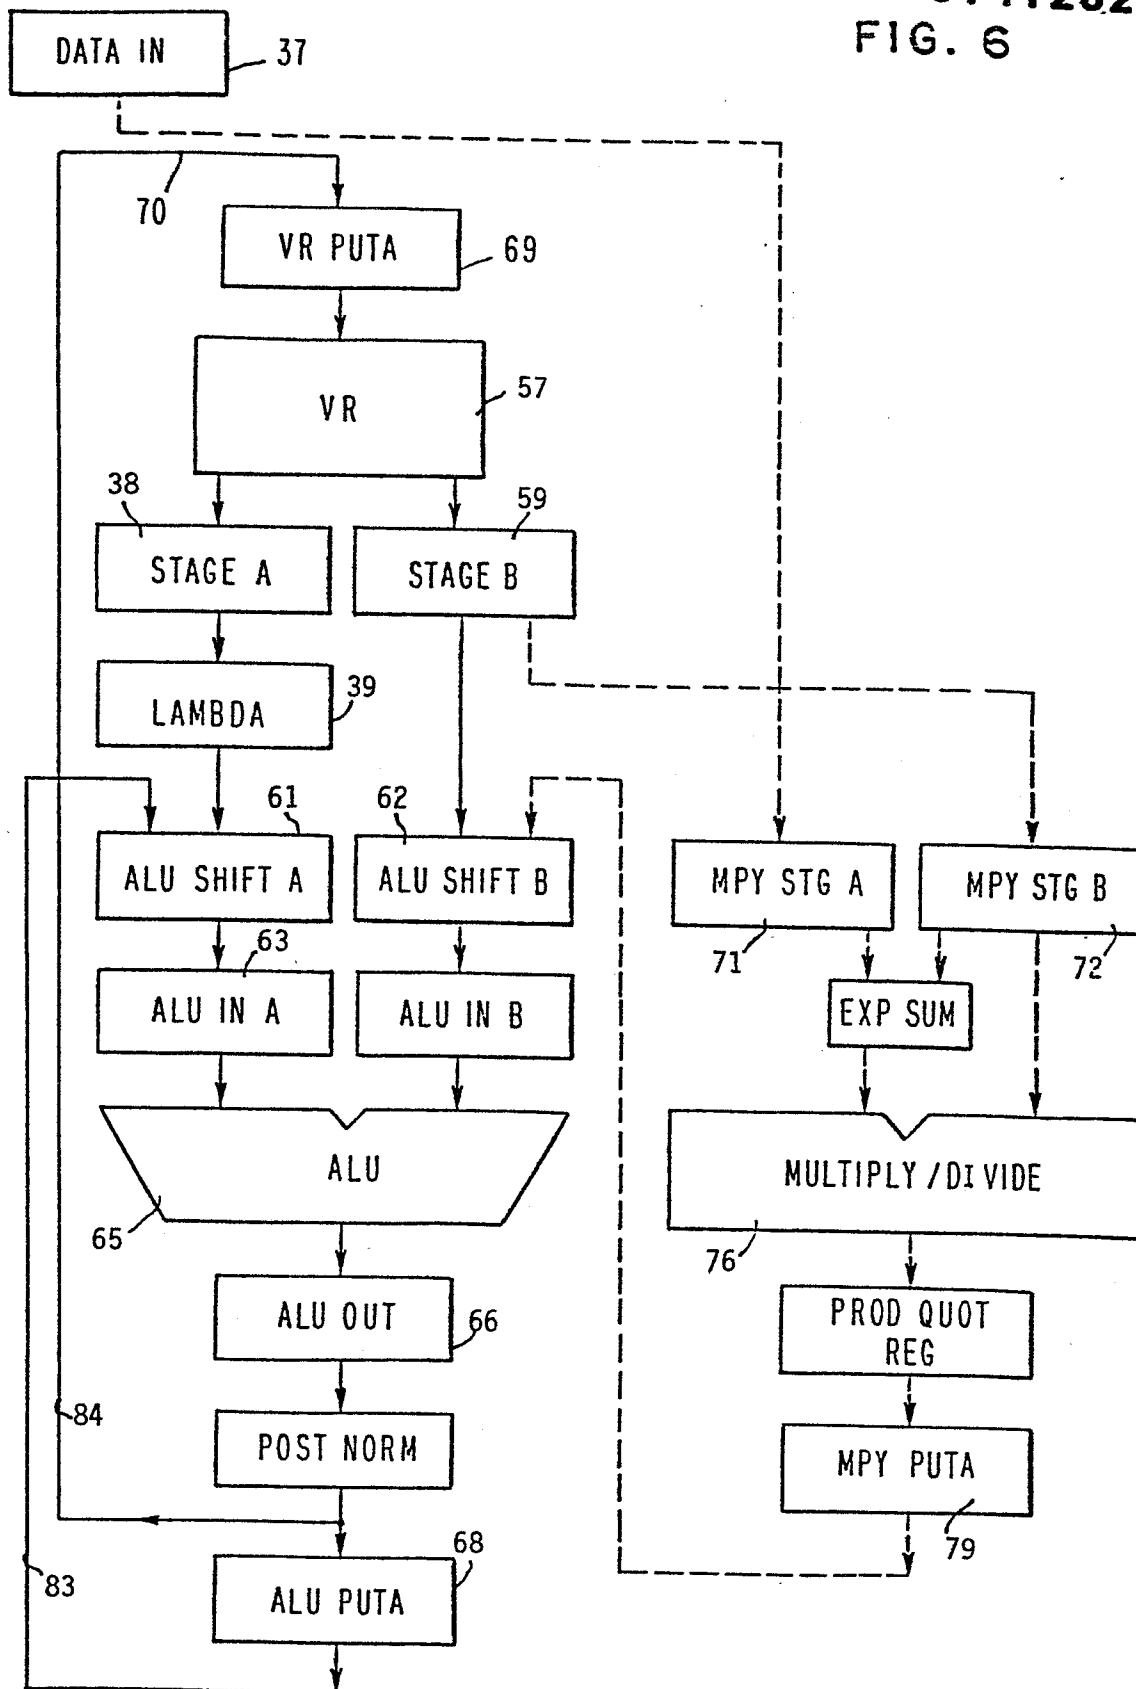 FIG. 6
DATA IN
37
70
VR PUTA
69
VR
57
38
59
STAGE A
STAGE B
LAMBDA
39
61
62
ALU SHIFT A
ALU SHIFT B
MPY STG A
MPY STG B
63
71
72
ALU IN A
ALU IN B
EXP SUM
ALU
MULTIPLY/DIVIDE
65
76
ALU OUT
66
PROD QUOT
REG
84
POST NORM
MPY PUTA
79
68
83
ALU PUTA